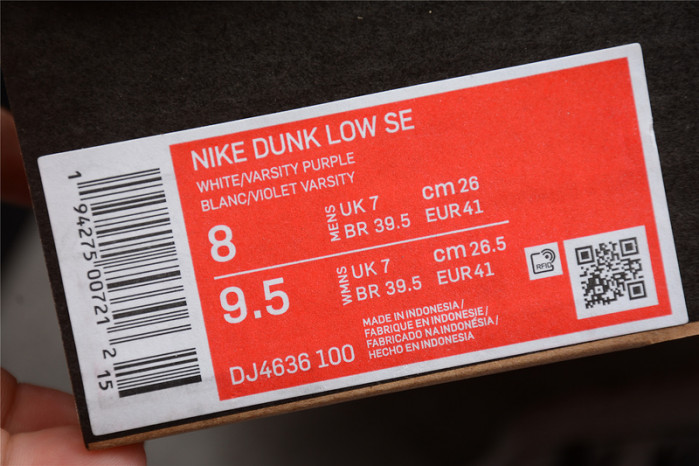 NIKE DUNK LOW SE
WHITE/VARSITY PURPLE
BLANC/VIOLET VARSITY
8 MENS UK 7 cm 26
BR 39.5 EUR 41
9.5 WMNS UK 7 cm 26.5
BR 39.5 EUR 41
MADE IN INDONESIA/
FABRIQUE EN INDONESIE/
FABRICADO NA INDONÉSIA/
HECHO EN INDONESIA
DJ4636 100
RFID
1 94275 00721 2 15